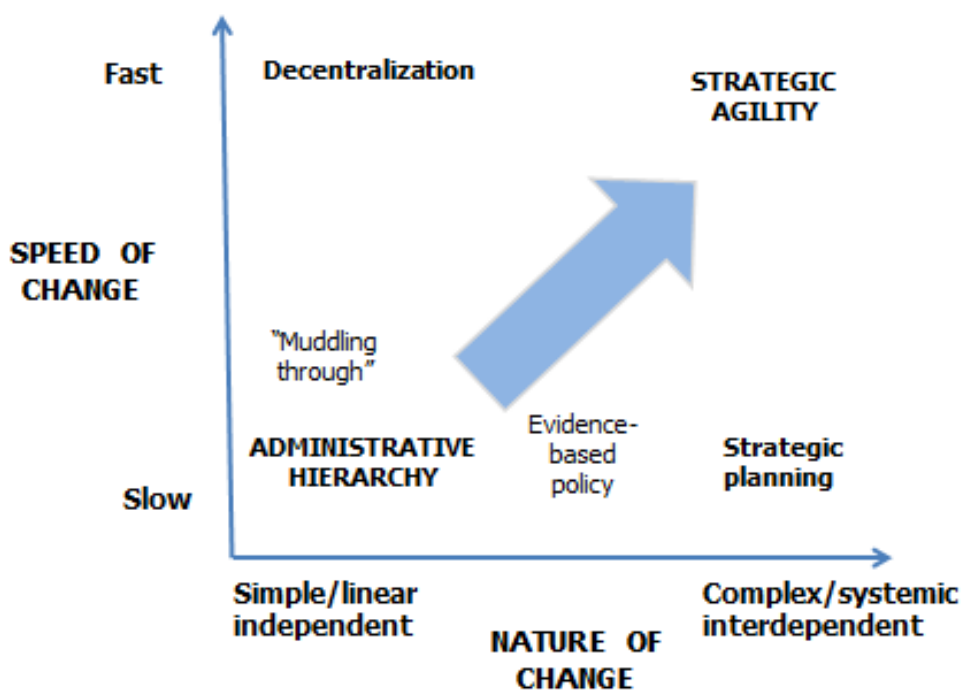 Fast
Decentralization
STRATEGIC
AGILITY
SPEED OF
CHANGE
"Muddling
through”
ADMINISTRATIVE
HIERARCHY
Evidence-
based
policy
Strategic
planning
Slow
Simple/linear
independent
Complex/systemic
interdependent
NATURE OF
CHANGE